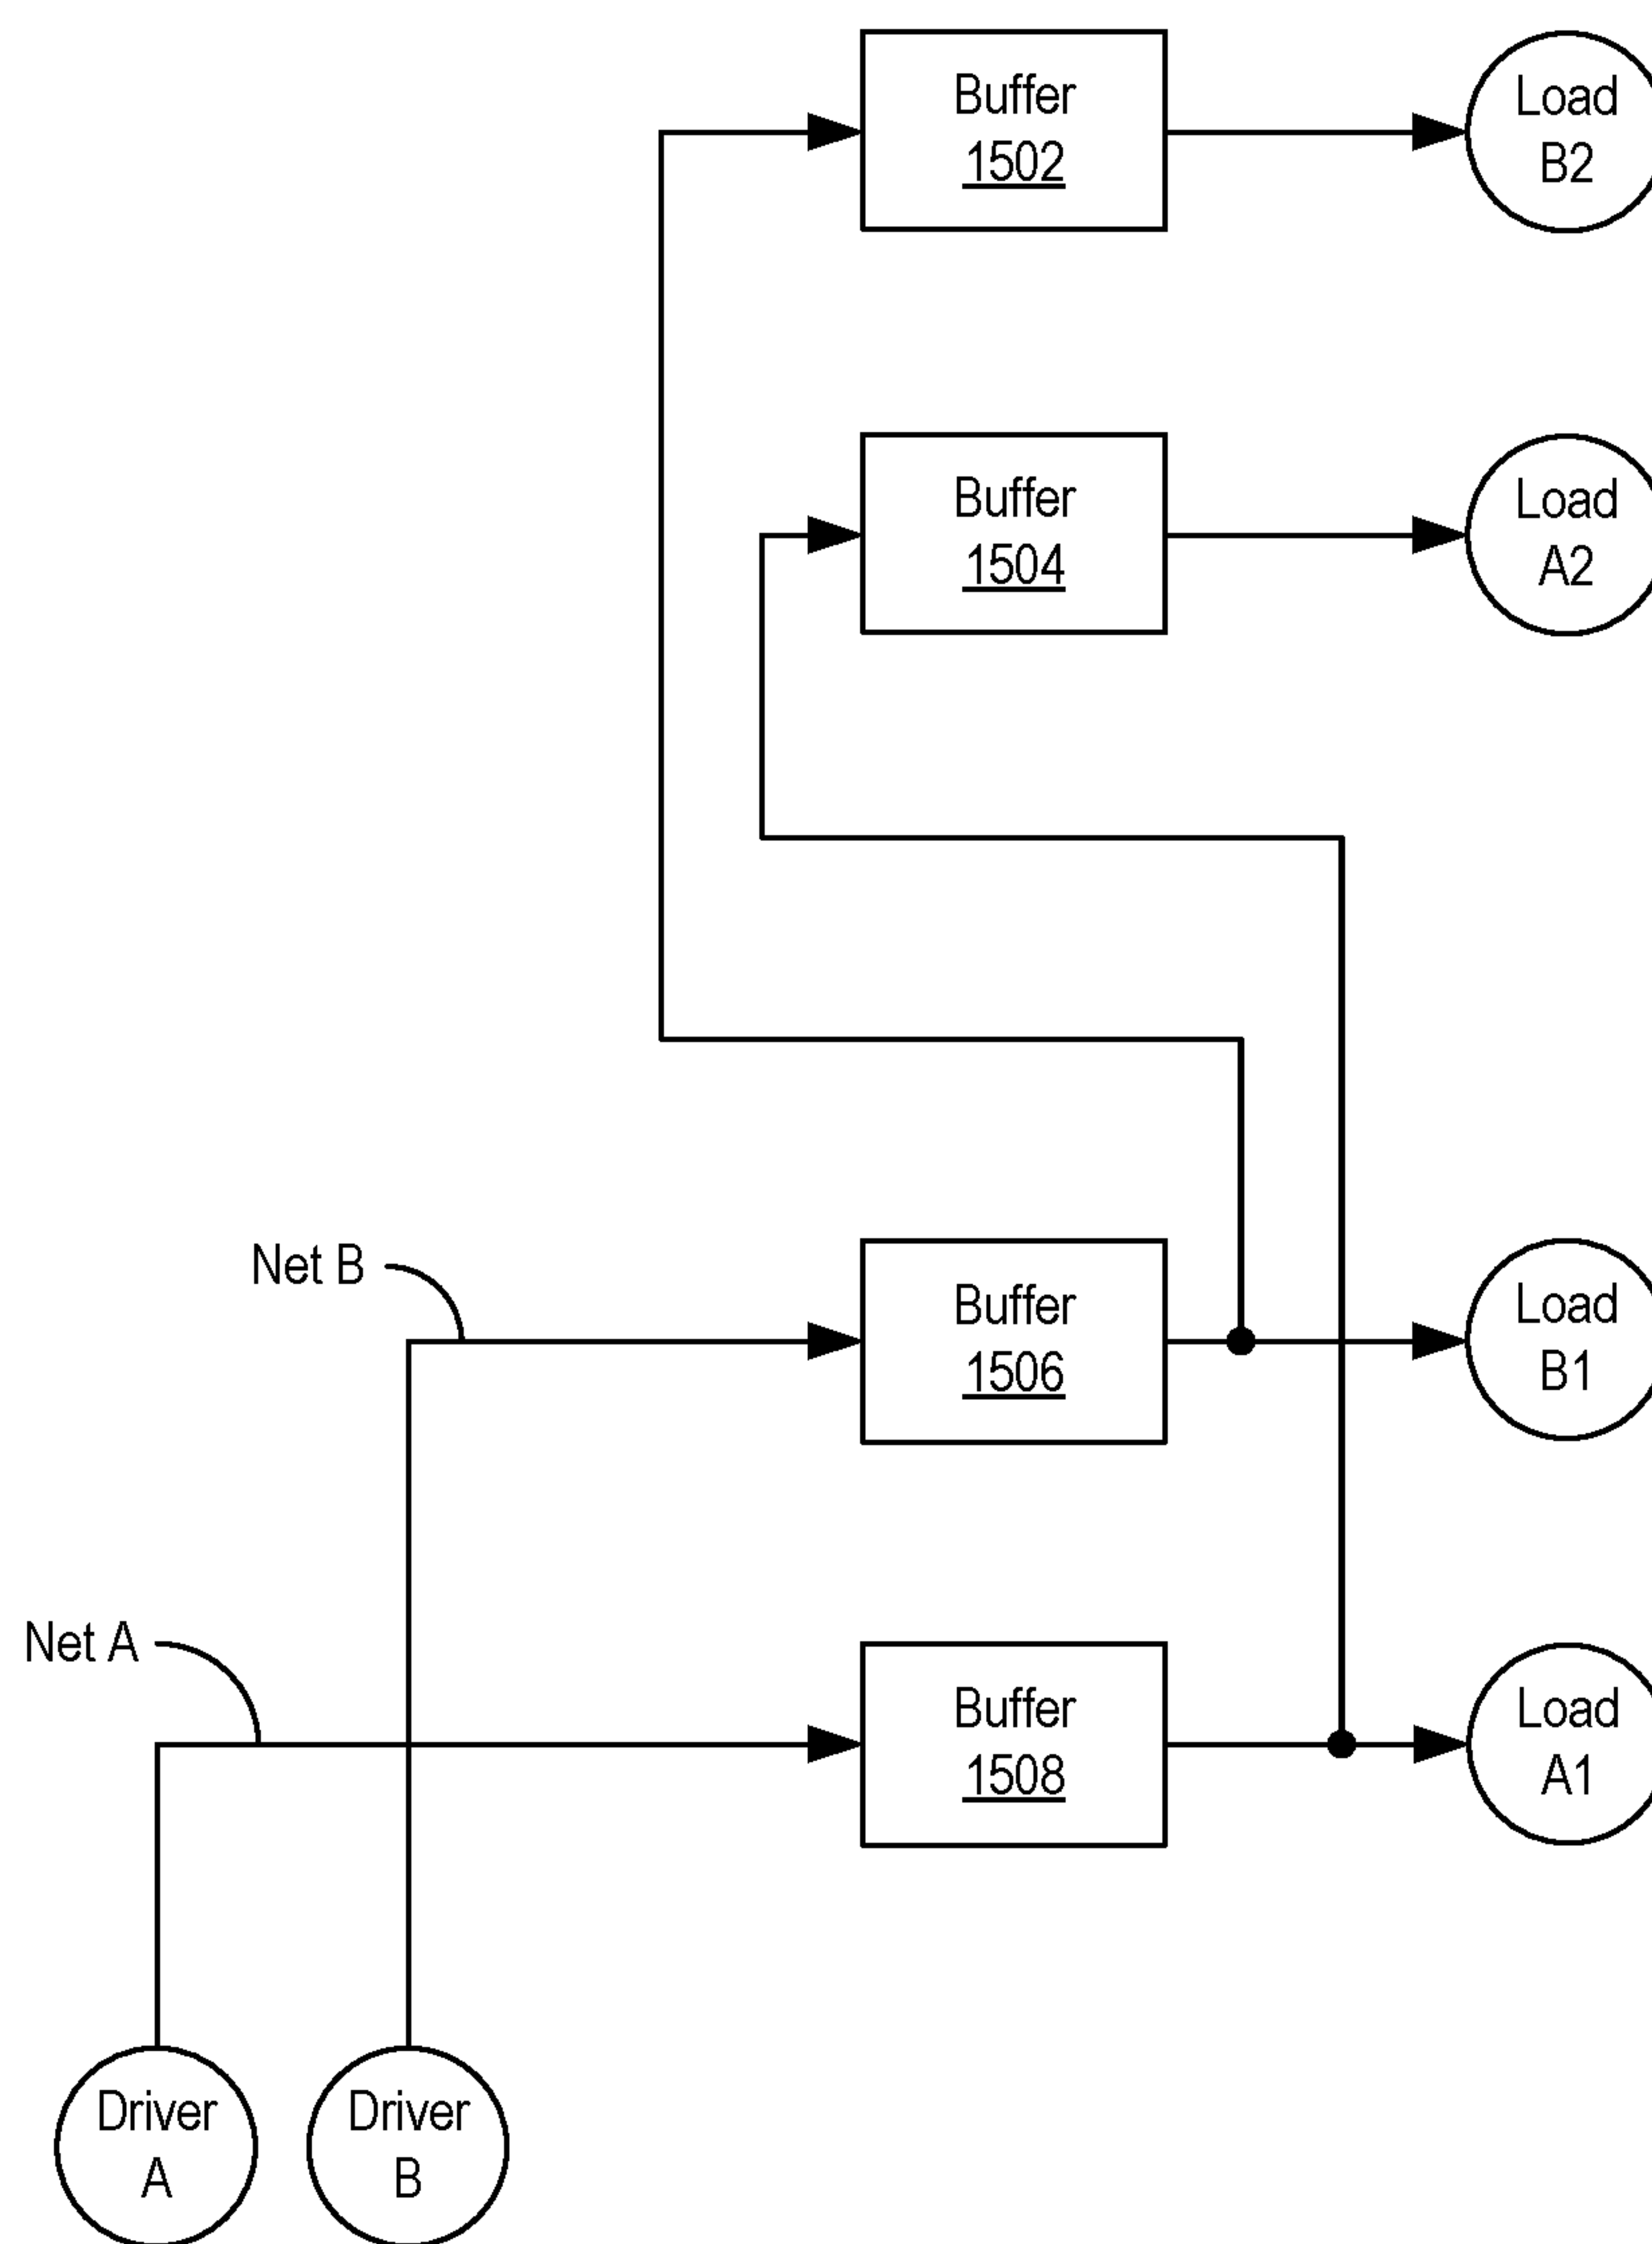 Buffer
1502
Load
B2
Buffer
1504
Load
A2
Net B
Buffer
1506
Load
B1
Net A
Buffer
1508
Load
A1
Driver
A
Driver
B